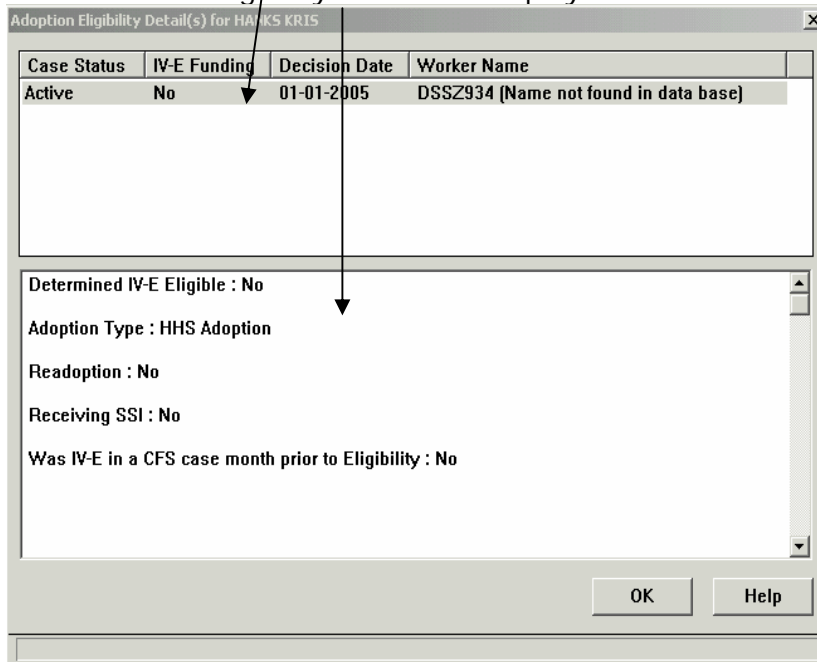 Adoption Eligibility Detail(s) for HANKS KRIS
Case Status IV-E Funding Decision Date Worker Name
Active No 01-01-2005 DSSZ934 (Name not found in data base)
Determined IV-E Eligible : No
Adoption Type : HHS Adoption
Readoption : No
Receiving SSI : No
Was IV-E in a CFS case month prior to Eligibility : No
OK Help